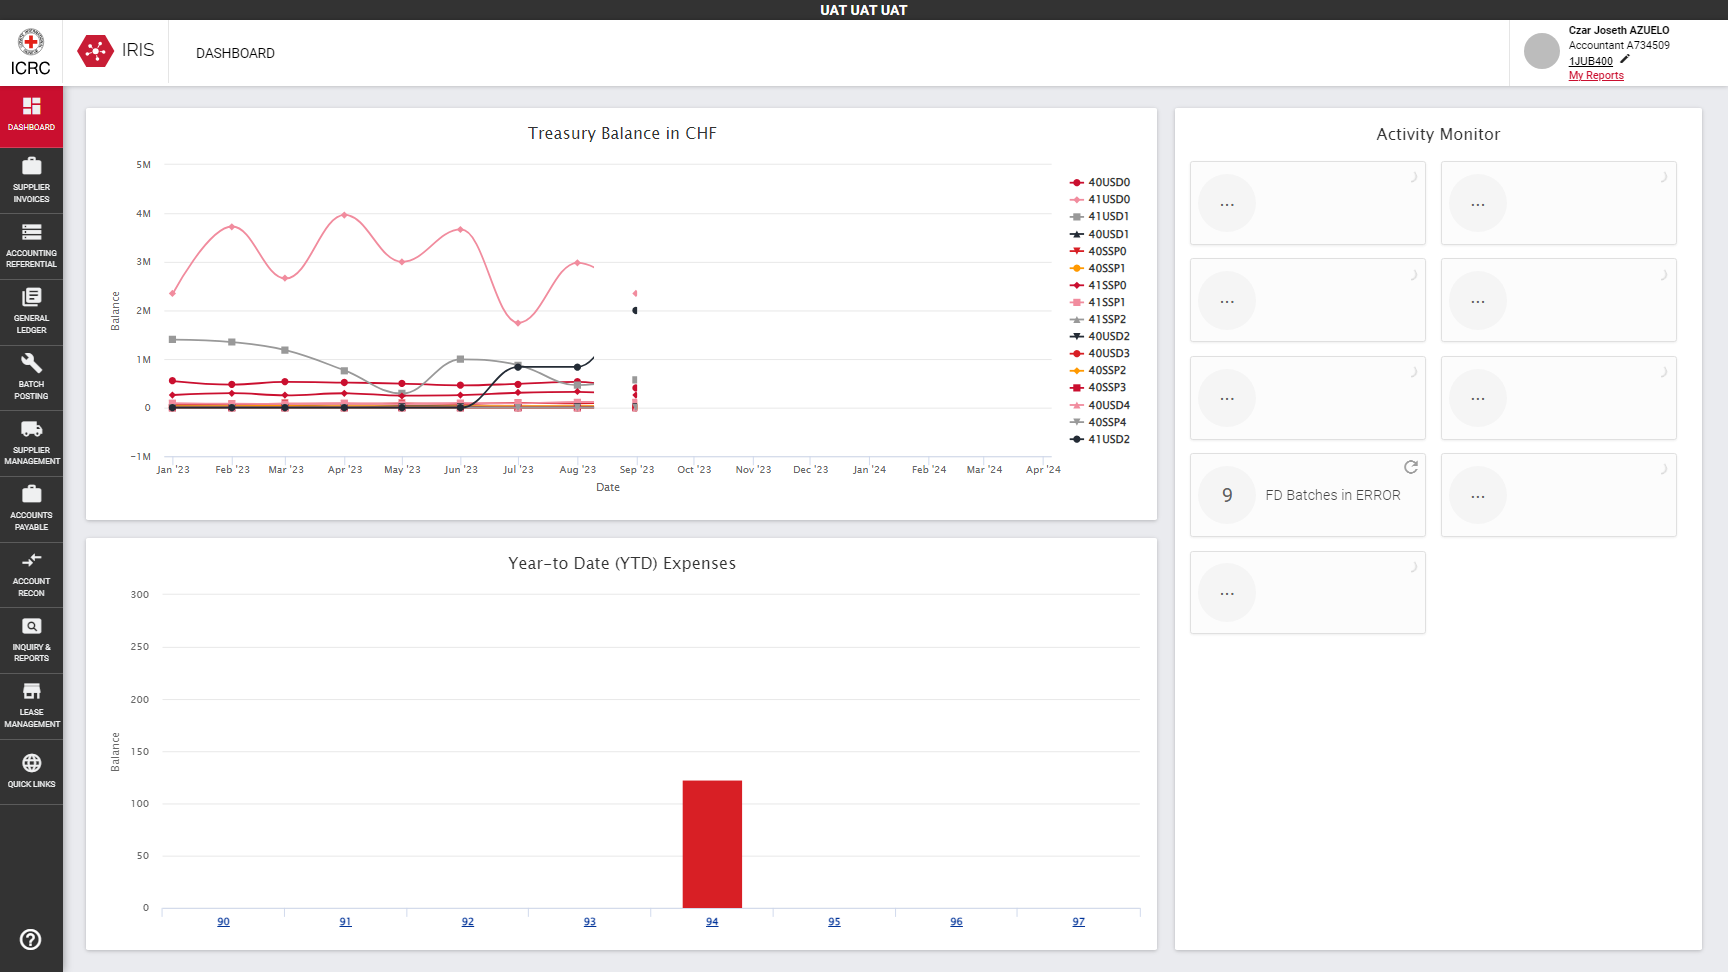 UAT UAT UAT
ICRC
IRIS
DASHBOARD
Czar Joseth AZUELO
Accountant A734509
1JUB400
My Reports
DASHBOARD
SUPPLIER
INVOICES
ACCOUNTING
REFERENTIAL
GENERAL
LEDGER
BATCH
POSTING
SUPPLIER
MANAGEMENT
ACCOUNTS
PAYABLE
ACCOUNT
RECON
INQUIRY &
REPORTS
LEASE
MANAGEMENT
QUICK LINKS
Treasury Balance in CHF
5M
4M
3M
2M
1M
0
−1M
Balance
Jan '23 Feb '23 Mar '23 Apr '23 May '23 Jun '23 Jul '23 Aug '23 Sep '23 Oct '23 Nov '23 Dec '23 Jan '24 Feb '24 Mar '24 Apr '24
Date
40USD0
41USD0
41USD1
40USD1
40SSP0
40SSP1
41SSP0
41SSP1
41SSP2
40USD2
40USD3
40SSP2
40SSP3
40USD4
40SSP4
41USD2
Year-to Date (YTD) Expenses
300
250
200
150
100
50
0
Balance
90 91 92 93 94 95 96 97
Activity Monitor
... ...
... ...
... ...
9 FD Batches in ERROR ...
...